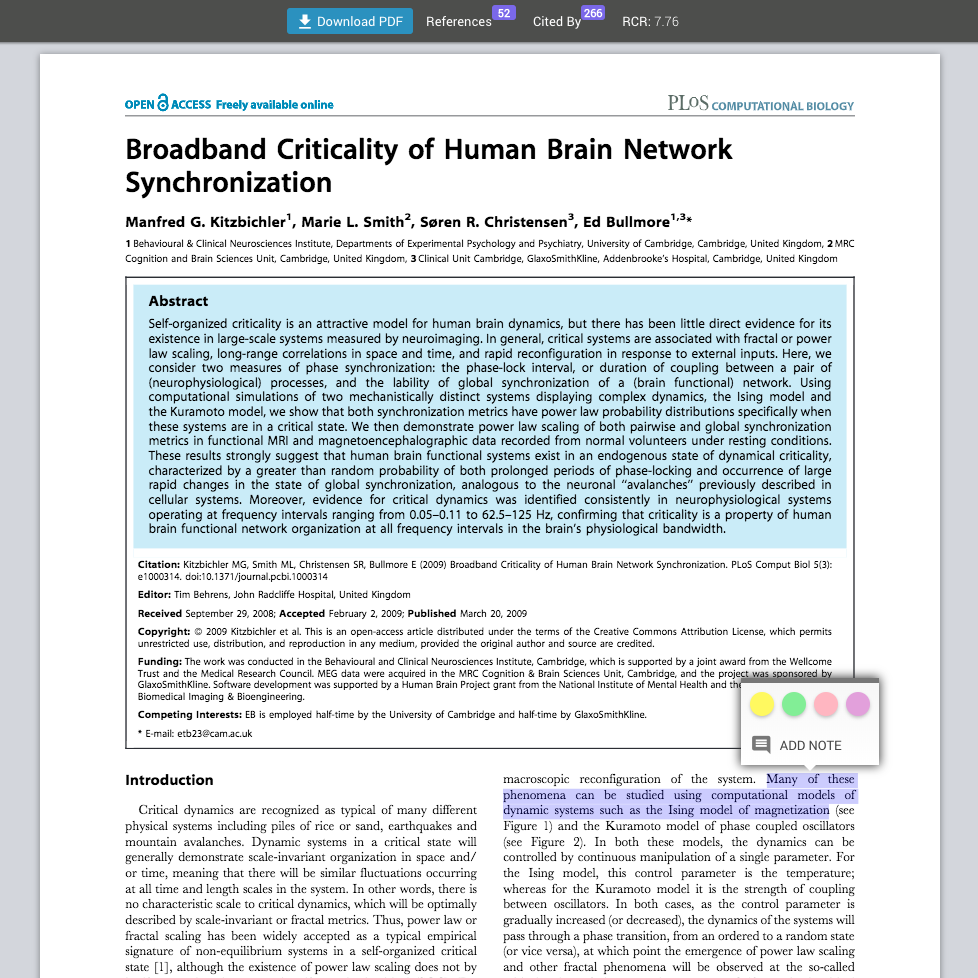 Download PDF References 52 Cited By 266 RCR: 7.76
OPEN ACCESS Freely available online
PLoS COMPUTATIONAL BIOLOGY
Broadband Criticality of Human Brain Network
Synchronization
Manfred G. Kitzbichler1, Marie L. Smith2, Søren R. Christensen3, Ed Bullmore1,3*
1 Behavioural & Clinical Neurosciences Institute, Departments of Experimental Psychology and Psychiatry, University of Cambridge, Cambridge, United Kingdom, 2 MRC
Cognition and Brain Sciences Unit, Cambridge, United Kingdom, 3 Clinical Unit Cambridge, GlaxoSmithKline, Addenbrooke's Hospital, Cambridge, United Kingdom
Abstract
Self-organized criticality is an attractive model for human brain dynamics, but there has been little direct evidence for its
existence in large-scale systems measured by neuroimaging. In general, critical systems are associated with fractal or power
law scaling, long-range correlations in space and time, and rapid reconfiguration in response to external inputs. Here, we
consider two measures of phase synchronization: the phase-lock interval, or duration of coupling between a pair of
(neurophysiological) processes, and the lability of global synchronization of a (brain functional) network. Using
computational simulations of two mechanistically distinct systems displaying complex dynamics, the Ising model and
the Kuramoto model, we show that both synchronization metrics have power law probability distributions specifically when
these systems are in a critical state. We then demonstrate power law scaling of both pairwise and global synchronization
metrics in functional MRI and magnetoencephalographic data recorded from normal volunteers under resting conditions.
These results strongly suggest that human brain functional systems exist in an endogenous state of dynamical criticality,
characterized by a greater than random probability of both prolonged periods of phase-locking and occurrence of large
rapid changes in the state of global synchronization, analogous to the neuronal "avalanches" previously described in
cellular systems. Moreover, evidence for critical dynamics was identified consistently in neurophysiological systems
operating at frequency intervals ranging from 0.05–0.11 to 62.5–125 Hz, confirming that criticality is a property of human
brain functional network organization at all frequency intervals in the brain's physiological bandwidth.
Citation: Kitzbichler MG, Smith ML, Christensen SR, Bullmore E (2009) Broadband Criticality of Human Brain Network Synchronization. PLoS Comput Biol 5(3):
e1000314. doi:10.1371/journal.pcbi.1000314
Editor: Tim Behrens, John Radcliffe Hospital, United Kingdom
Received September 29, 2008; Accepted February 2, 2009; Published March 20, 2009
Copyright: © 2009 Kitzbichler et al. This is an open-access article distributed under the terms of the Creative Commons Attribution License, which permits
unrestricted use, distribution, and reproduction in any medium, provided the original author and source are credited.
Funding: The work was conducted in the Behavioural and Clinical Neurosciences Institute, Cambridge, which is supported by a joint award from the Wellcome
Trust and the Medical Research Council. MEG data were acquired in the MRC Cognition & Brain Sciences Unit, Cambridge, and the project was sponsored by
GlaxoSmithKline. Software development was supported by a Human Brain Project grant from the National Institute of Mental Health and the
Biomedical Imaging & Bioengineering.
Competing Interests: EB is employed half-time by the University of Cambridge and half-time by GlaxoSmithKline.
* E-mail: etb23@cam.ac.uk
ADD NOTE
Introduction
Critical dynamics are recognized as typical of many different
physical systems including piles of rice or sand, earthquakes and
mountain avalanches. Dynamic systems in a critical state will
generally demonstrate scale-invariant organization in space and/
or time, meaning that there will be similar fluctuations occurring
at all time and length scales in the system. In other words, there is
no characteristic scale to critical dynamics, which will be optimally
described by scale-invariant or fractal metrics. Thus, power law or
fractal scaling has been widely accepted as a typical empirical
signature of non-equilibrium systems in a self-organized critical
state [1], although the existence of power law scaling does not by
macroscopic reconfiguration of the system. Many of these
phenomena can be studied using computational models of
dynamic systems such as the Ising model of magnetization (see
Figure 1) and the Kuramoto model of phase coupled oscillators
(see Figure 2). In both these models, the dynamics can be
controlled by continuous manipulation of a single parameter. For
the Ising model, this control parameter is the temperature;
whereas for the Kuramoto model it is the strength of coupling
between oscillators. In both cases, as the control parameter is
gradually increased (or decreased), the dynamics of the systems will
pass through a phase transition, from an ordered to a random state
(or vice versa), at which point the emergence of power law scaling
and other fractal phenomena will be observed at the so-called